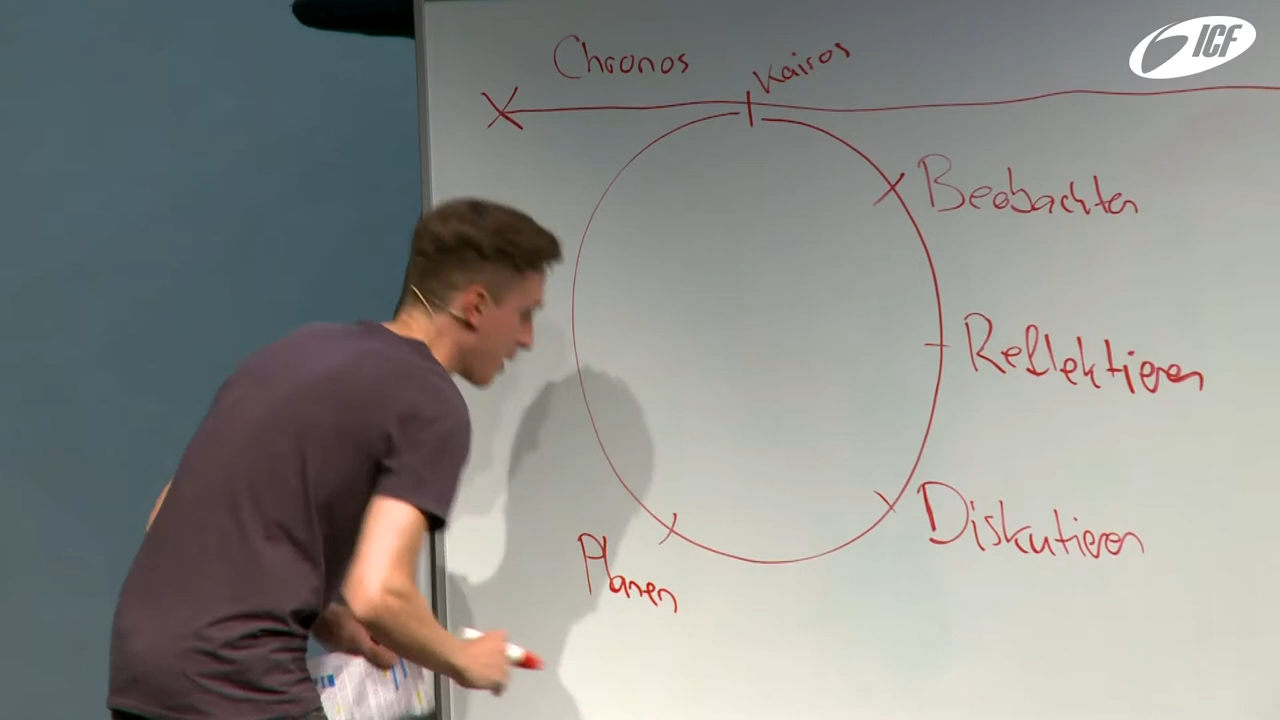 ICF
Chronos
Kairos
Beobachten
Reflektieren
Diskutieren
Planen